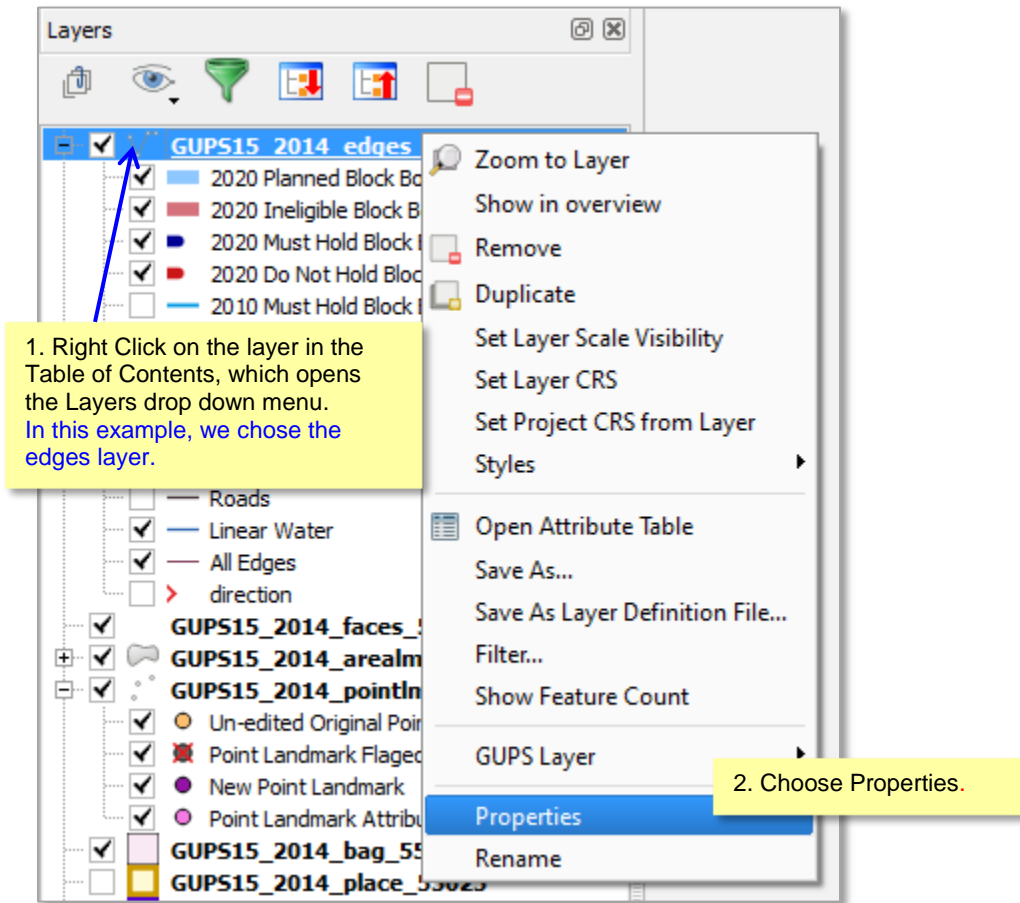 Layers
GUPS15_2014_edges
2020 Planned Block Bo
2020 Ineligible Block B
2020 Must Hold Block
2020 Do Not Hold Bloc
2010 Must Hold Block
1. Right Click on the layer in the
Table of Contents, which opens
the Layers drop down menu.
In this example, we chose the
edges layer.
Roads
Linear Water
All Edges
direction
GUPS15_2014_faces_
GUPS15_2014_arealm
GUPS15_2014_pointlm
Un-edited Original Poin
Point Landmark Flaged
New Point Landmark
Point Landmark Attribu
GUPS15_2014_bag_55
GUPS15_2014_place_55025
Zoom to Layer
Show in overview
Remove
Duplicate
Set Layer Scale Visibility
Set Layer CRS
Set Project CRS from Layer
Styles
Open Attribute Table
Save As...
Save As Layer Definition File...
Filter...
Show Feature Count
GUPS Layer
Properties
Rename
2. Choose Properties.